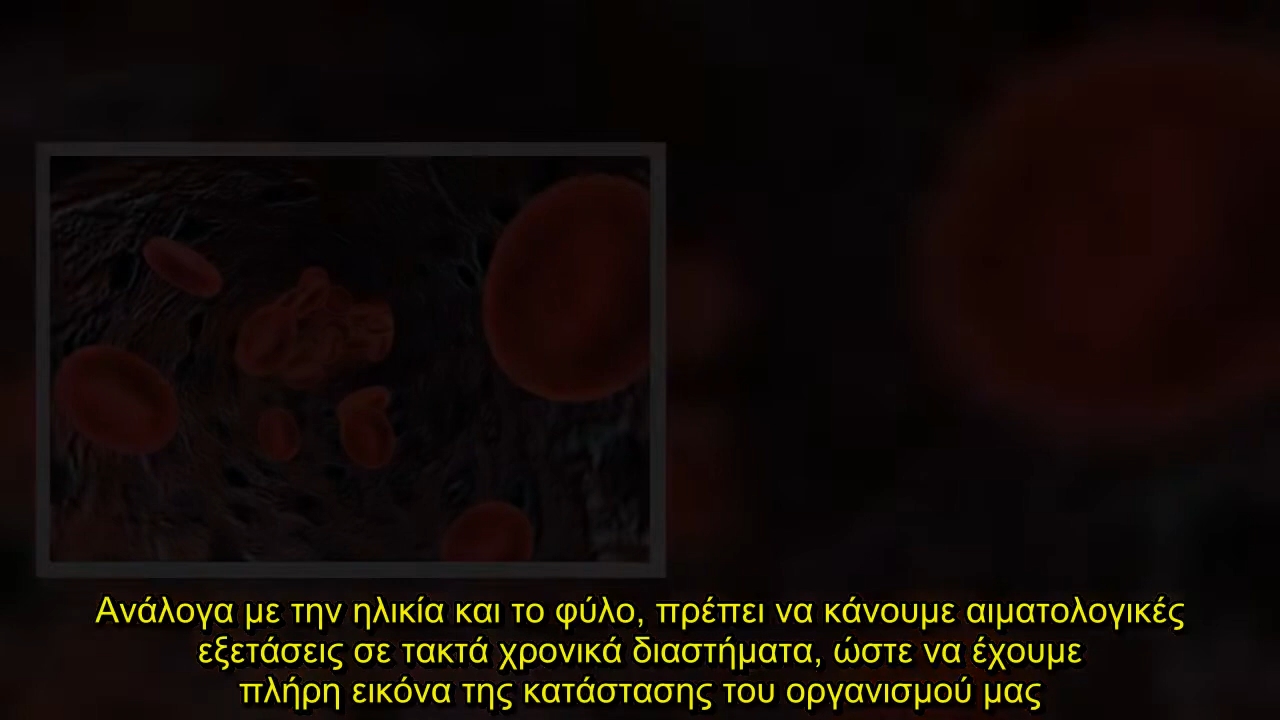 Ανάλογα με την ηλικία και το φύλο, πρέπει να κάνουμε αιματολογικές
εξετάσεις σε τακτά χρονικά διαστήματα, ώστε να έχουμε
πλήρη εικόνα της κατάστασης του οργανισμού μας